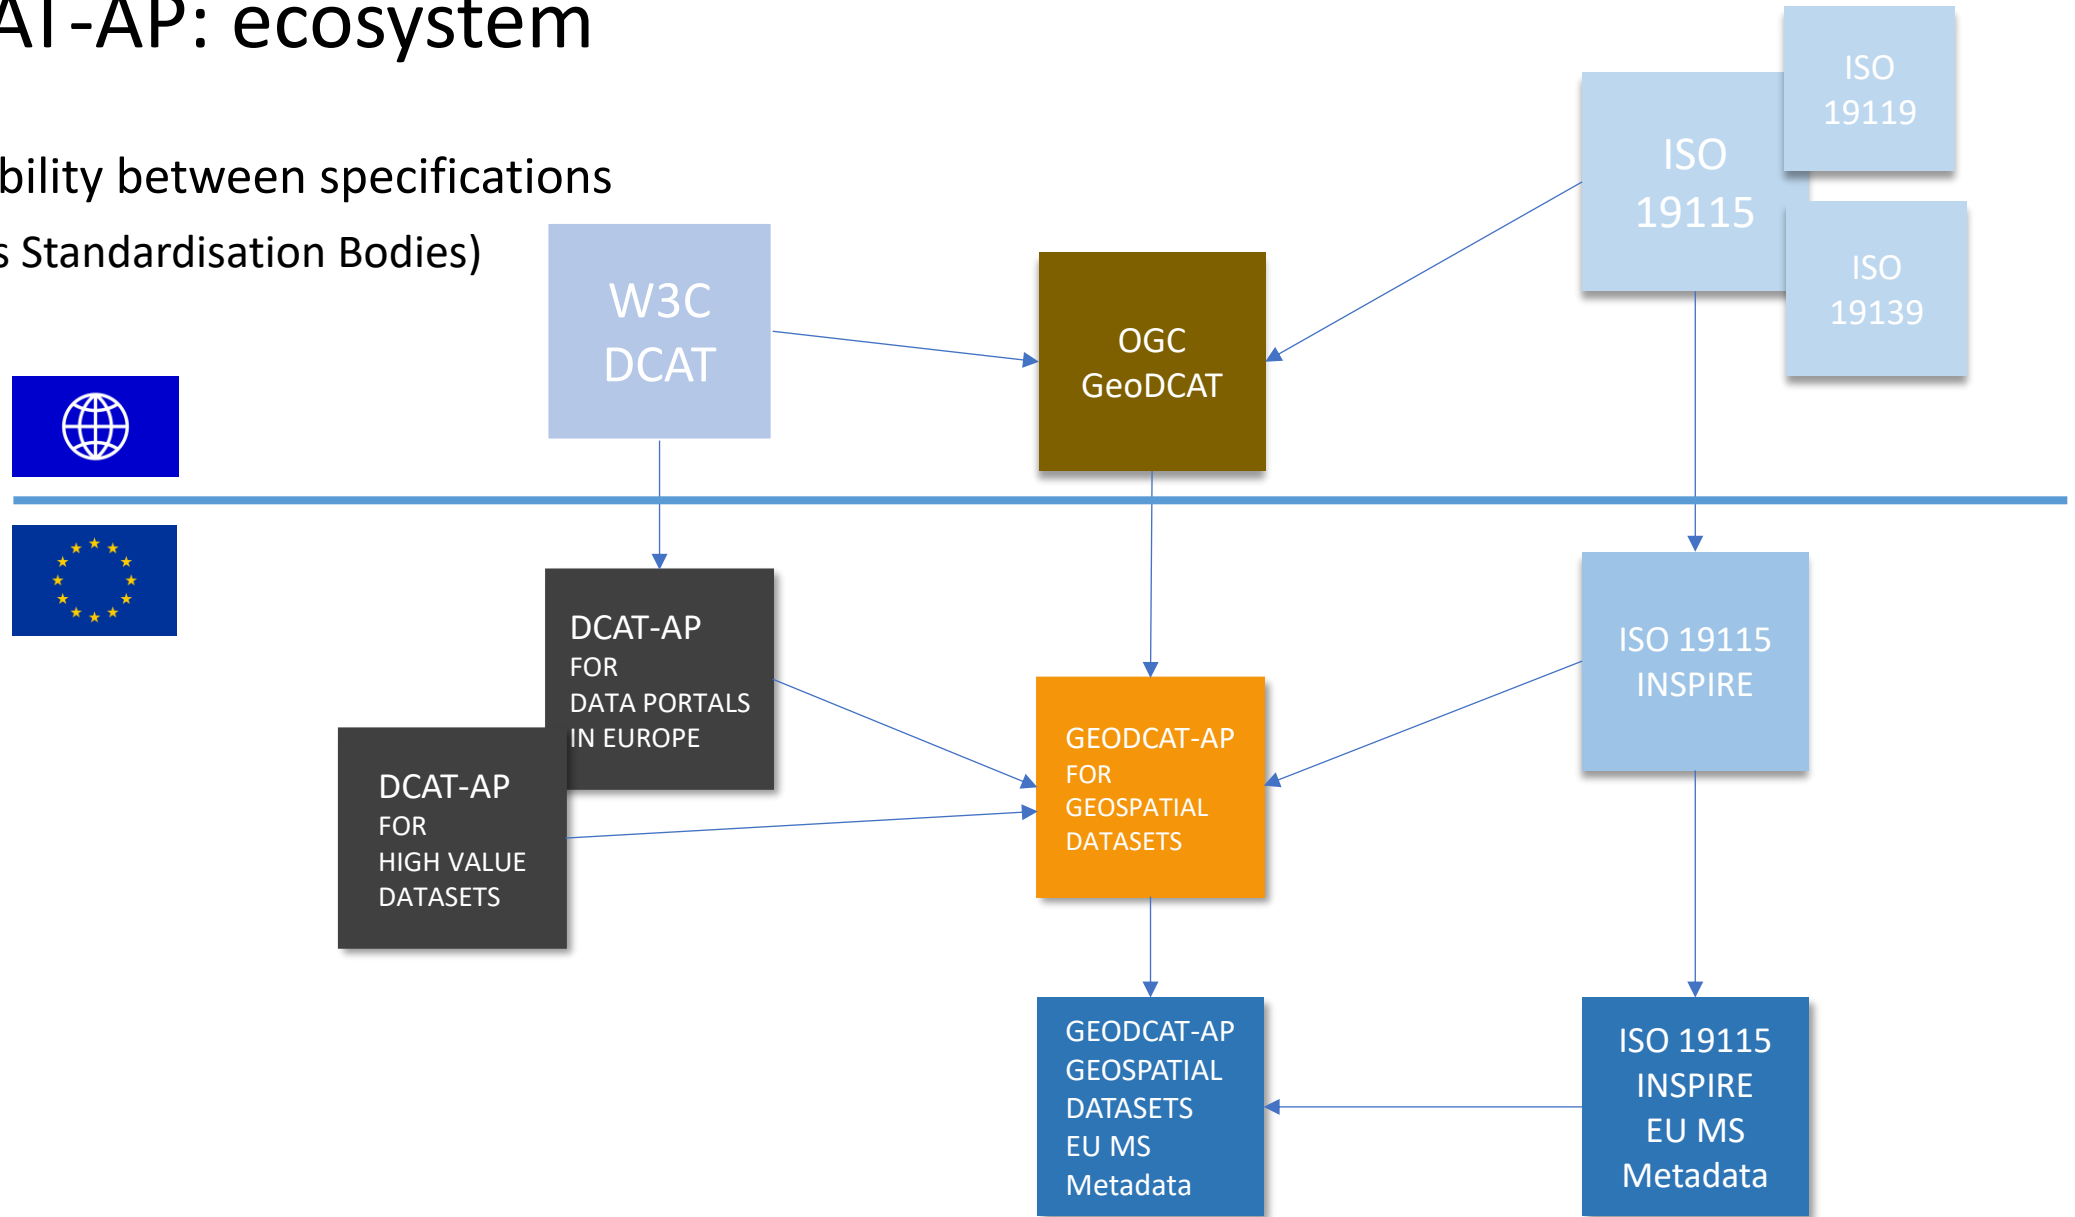 AT-AP: ecosystem
bility between specifications
s Standardisation Bodies)
W3C
DCAT
OGC
GeoDCAT
ISO
19115
ISO
19119
ISO
19139
DCAT-AP
FOR
DATA PORTALS
IN EUROPE
DCAT-AP
FOR
HIGH VALUE
DATASETS
GEODCAT-AP
FOR
GEOSPATIAL
DATASETS
ISO 19115
INSPIRE
GEODCAT-AP
GEOSPATIAL
DATASETS
EU MS
Metadata
ISO 19115
INSPIRE
EU MS
Metadata